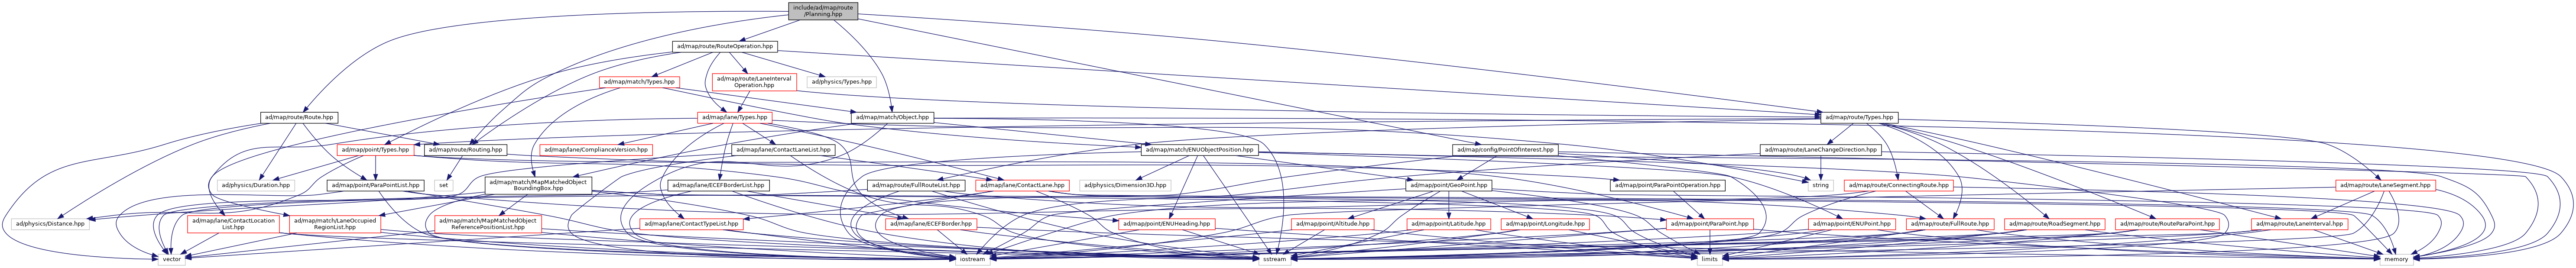 include/ad/map/route
/Planning.hpp
ad/map/route/RouteOperation.hpp
ad/map/match/Types.hpp
ad/map/route/LaneInterval
Operation.hpp
ad/physics/Types.hpp
ad/map/route/Route.hpp
ad/map/lane/Types.hpp
ad/map/match/Object.hpp
ad/map/route/Types.hpp
ad/map/point/Types.hpp
ad/map/route/Routing.hpp
ad/map/lane/ComplianceVersion.hpp
ad/map/lane/ContactLaneList.hpp
ad/map/match/ENUObjectPosition.hpp
ad/map/config/PointOfInterest.hpp
ad/map/route/LaneChangeDirection.hpp
ad/physics/Duration.hpp
ad/map/point/ParaPointList.hpp
set
ad/map/match/MapMatchedObject
BoundingBox.hpp
ad/map/lane/ECEFBorderList.hpp
ad/map/route/FullRouteList.hpp
ad/map/lane/ContactLane.hpp
ad/physics/Dimension3D.hpp
ad/map/point/GeoPoint.hpp
ad/map/point/ParaPointOperation.hpp
string
ad/map/route/ConnectingRoute.hpp
ad/map/route/LaneSegment.hpp
ad/physics/Distance.hpp
ad/map/lane/ContactLocation
List.hpp
ad/map/match/LaneOccupied
RegionList.hpp
ad/map/match/MapMatchedObject
ReferencePositionList.hpp
ad/map/lane/ContactTypeList.hpp
ad/map/lane/ECEFBorder.hpp
ad/map/point/ENUHeading.hpp
ad/map/point/Altitude.hpp
ad/map/point/Latitude.hpp
ad/map/point/Longitude.hpp
ad/map/point/ParaPoint.hpp
ad/map/point/ENUPoint.hpp
ad/map/route/FullRoute.hpp
ad/map/route/RoadSegment.hpp
ad/map/route/RouteParaPoint.hpp
ad/map/route/LaneInterval.hpp
vector
iostream
sstream
limits
memory